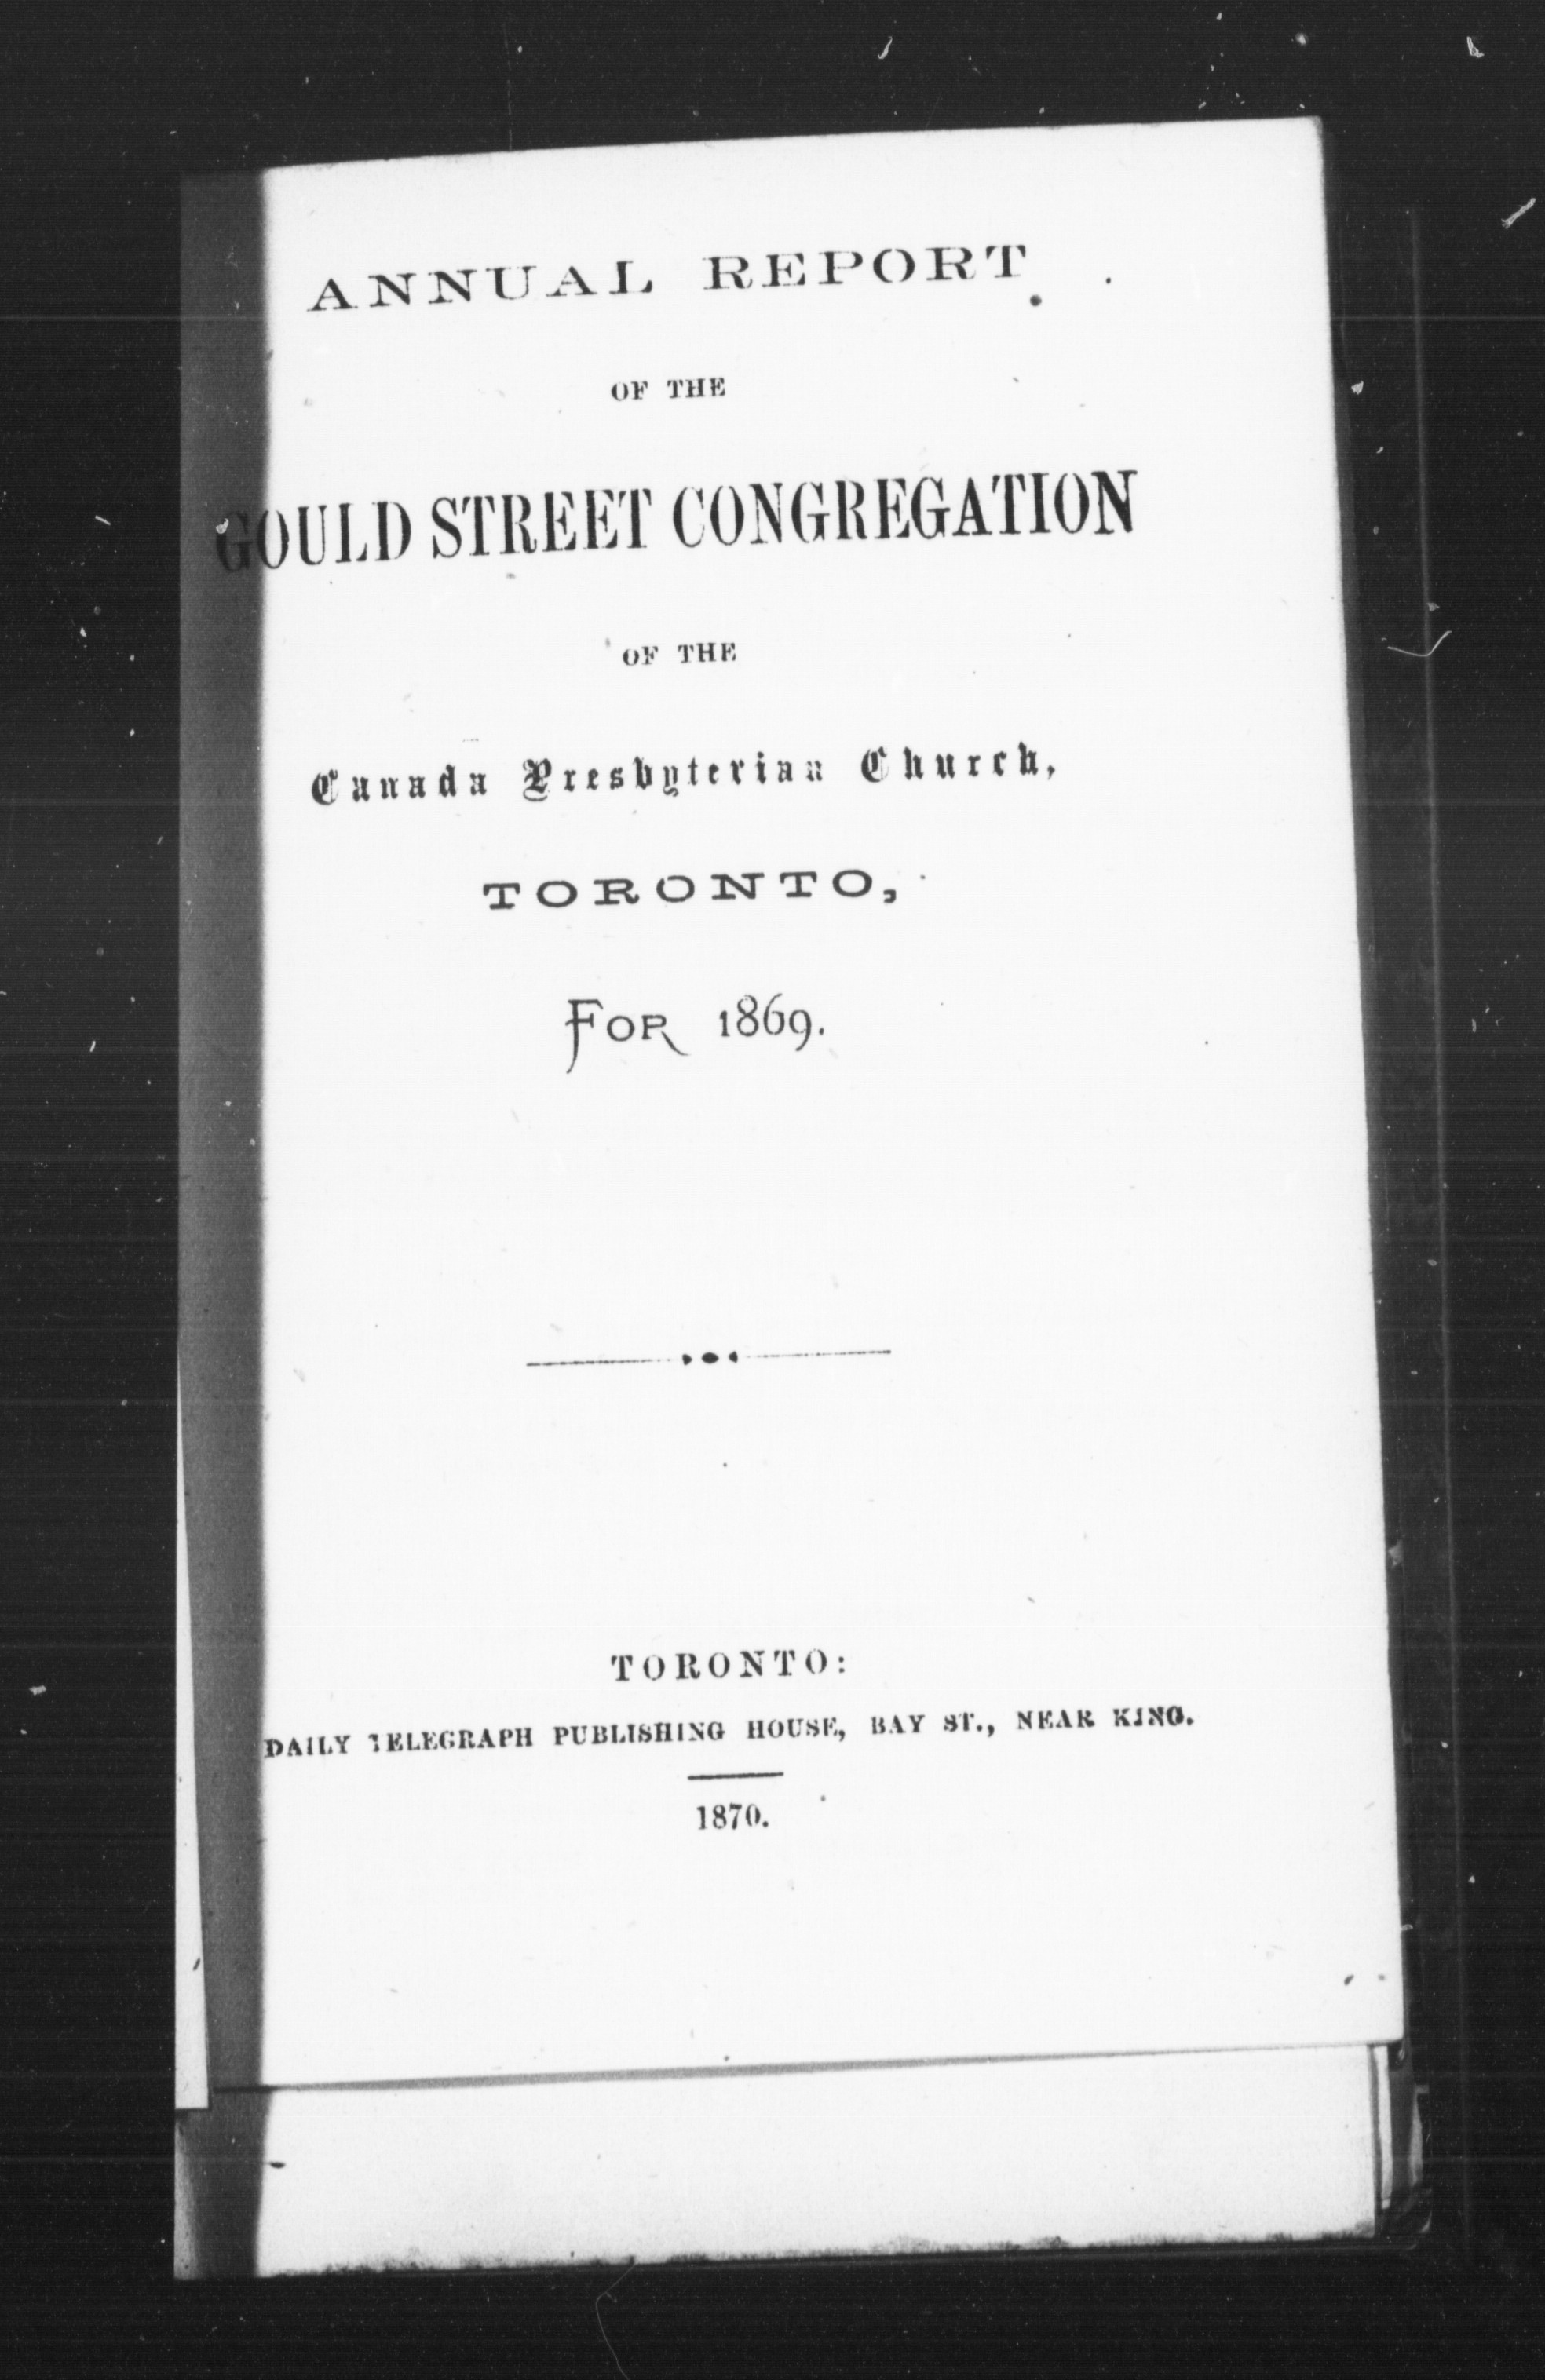 ANNUAL REPORT
OF THE
GOULD STREET CONGREGATION
OF THE
Canada Presbyterian Church,
TORONTO,
FOR 1869.
TORONTO:
DAILY TELEGRAPH PUBLISHING HOUSE, BAY ST., NEAR KING.
1870.